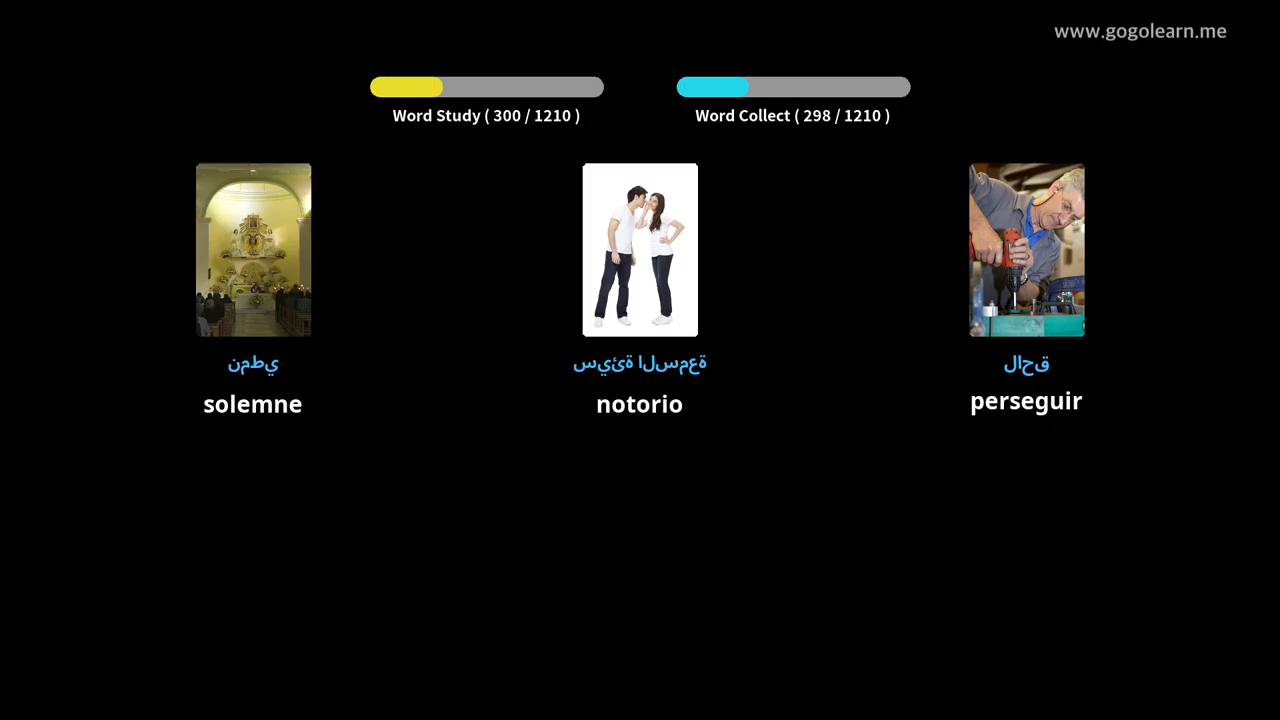 www.gogolearn.me
Word Study ( 300 / 1210 )
Word Collect ( 298 / 1210 )
نمطي
سيئة السمعة
لاحق
solemne
notorio
perseguir